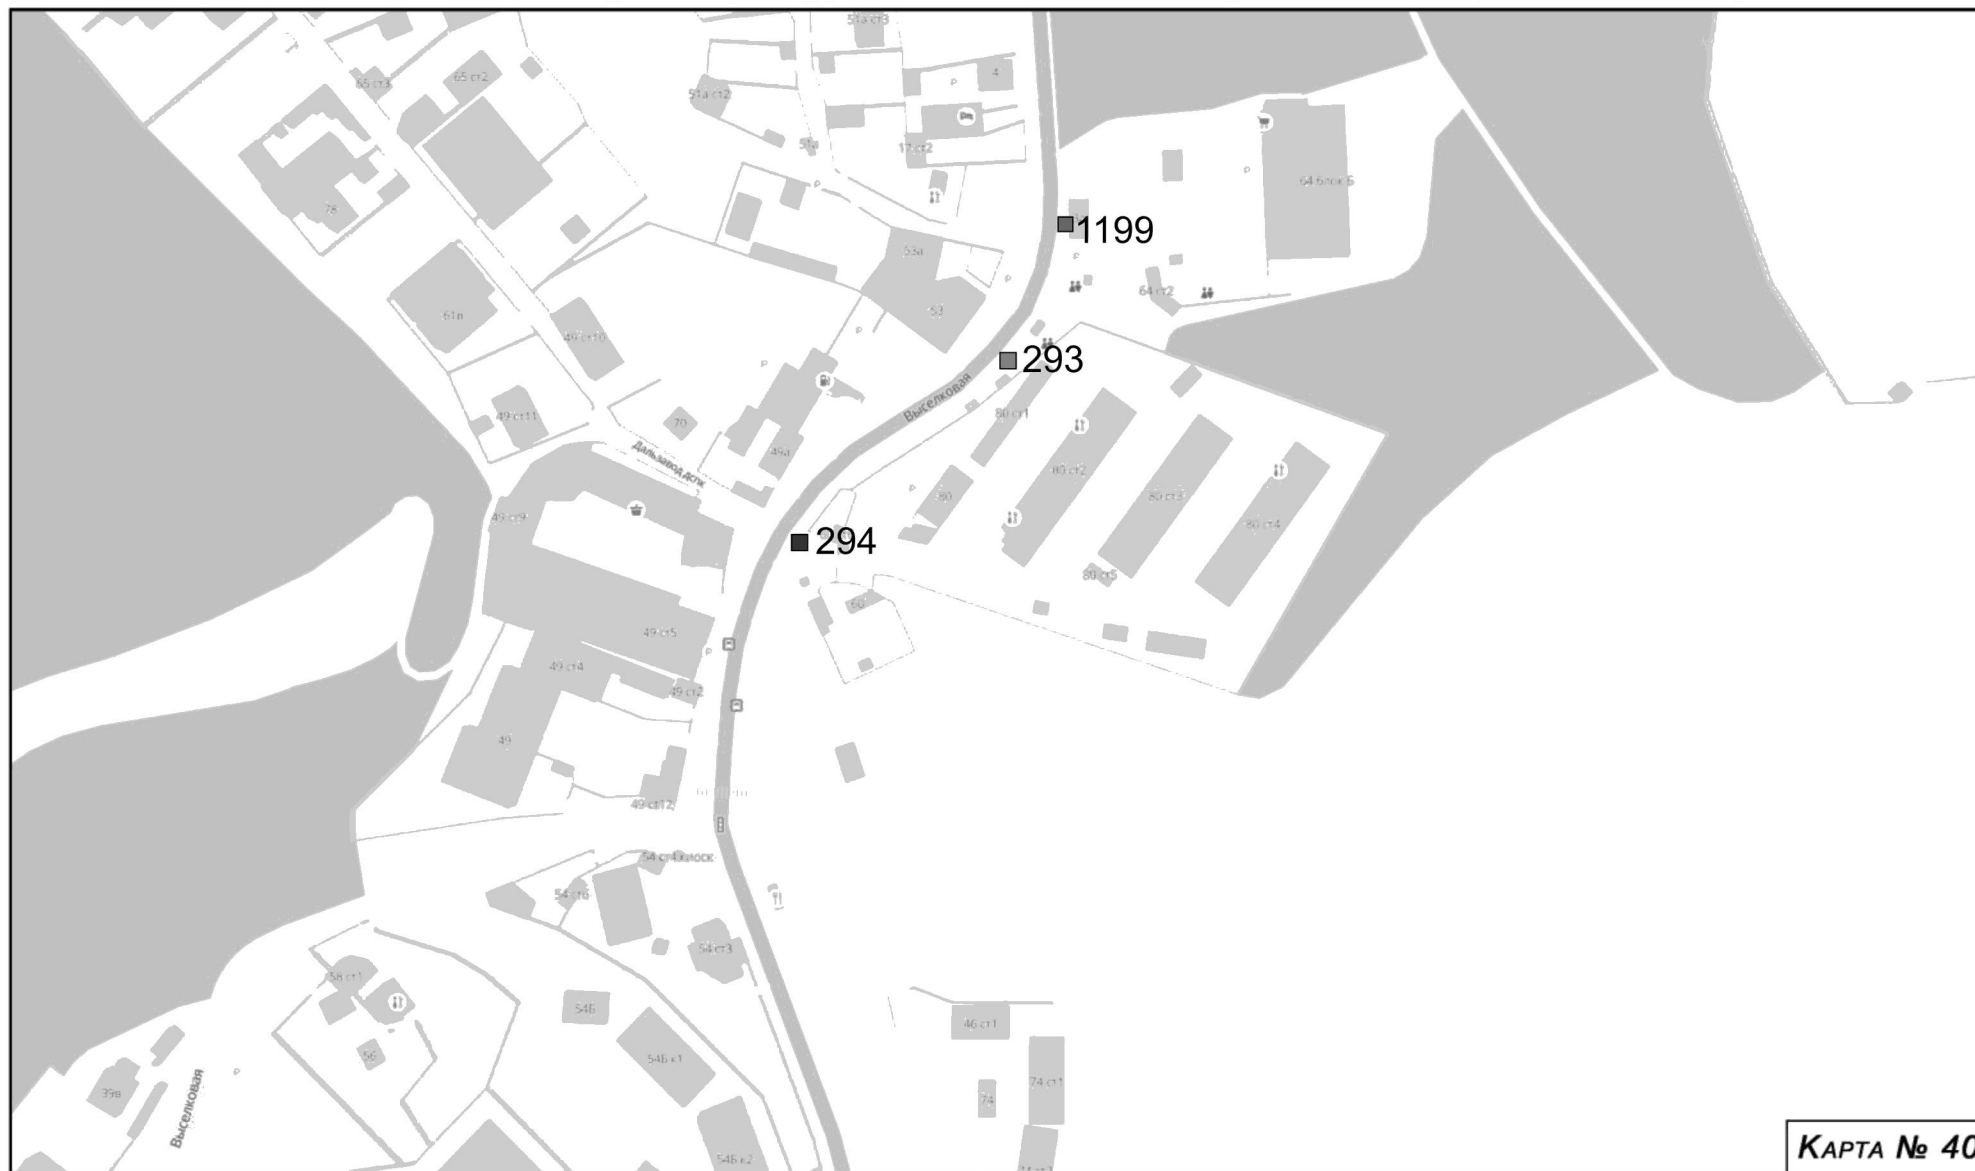 51а ст3
65 ст3
65 ст2
4
51а ст2
51а
17 ст2
64 блок Б
78
1199
53а
64 ст2
53
61в
49 ст10
293
Выселковая
49 ст11
70
80 ст1
49а
Дальзавод дспк
80 ст2
80
80 ст3
49 ст9
80 ст4
294
80 ст5
60
49 ст5
49 ст4
49 ст2
49
49 ст12
54 ст4 киоск
54 ст6
54 ст3
58 ст1
54Б
46 ст1
56
54Б к1
74 ст1
39в
74
Выселковая
54Б к2
КАРТА № 40